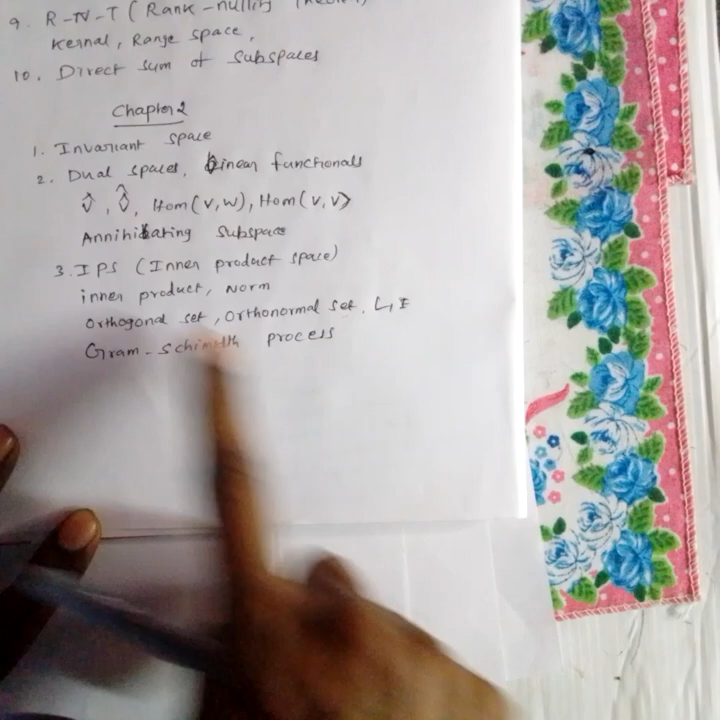 9. R-N-T (Rank-nullity
Kernal, Range space,
10. Direct sum of subspaces
Chapter 2
1. Invariant space
2. Dual spaces, Linear functionals
V̂, V̂̂, Hom(V,W), Hom(V,V)
Annihilating subspace
3. IPS (Inner product space)
inner product, Norm
Orthogonal set, Orthonormal set, L,I
Gram-Schimdth process